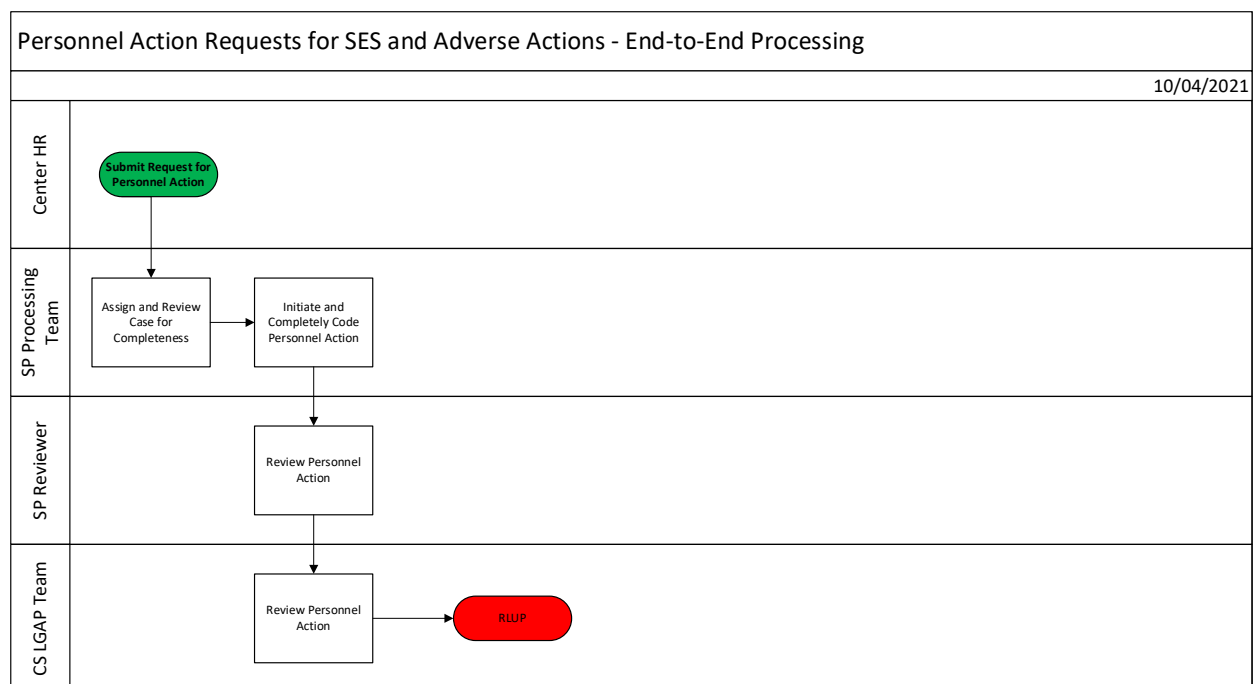 Personnel Action Requests for SES and Adverse Actions - End-to-End Processing
10/04/2021
Center HR
Submit Request for
Personnel Action
SP Processing
Team
Assign and Review
Case for
Completeness
Initiate and
Completely Code
Personnel Action
SP Reviewer
Review Personnel
Action
CS LGAP Team
Review Personnel
Action
RLUP